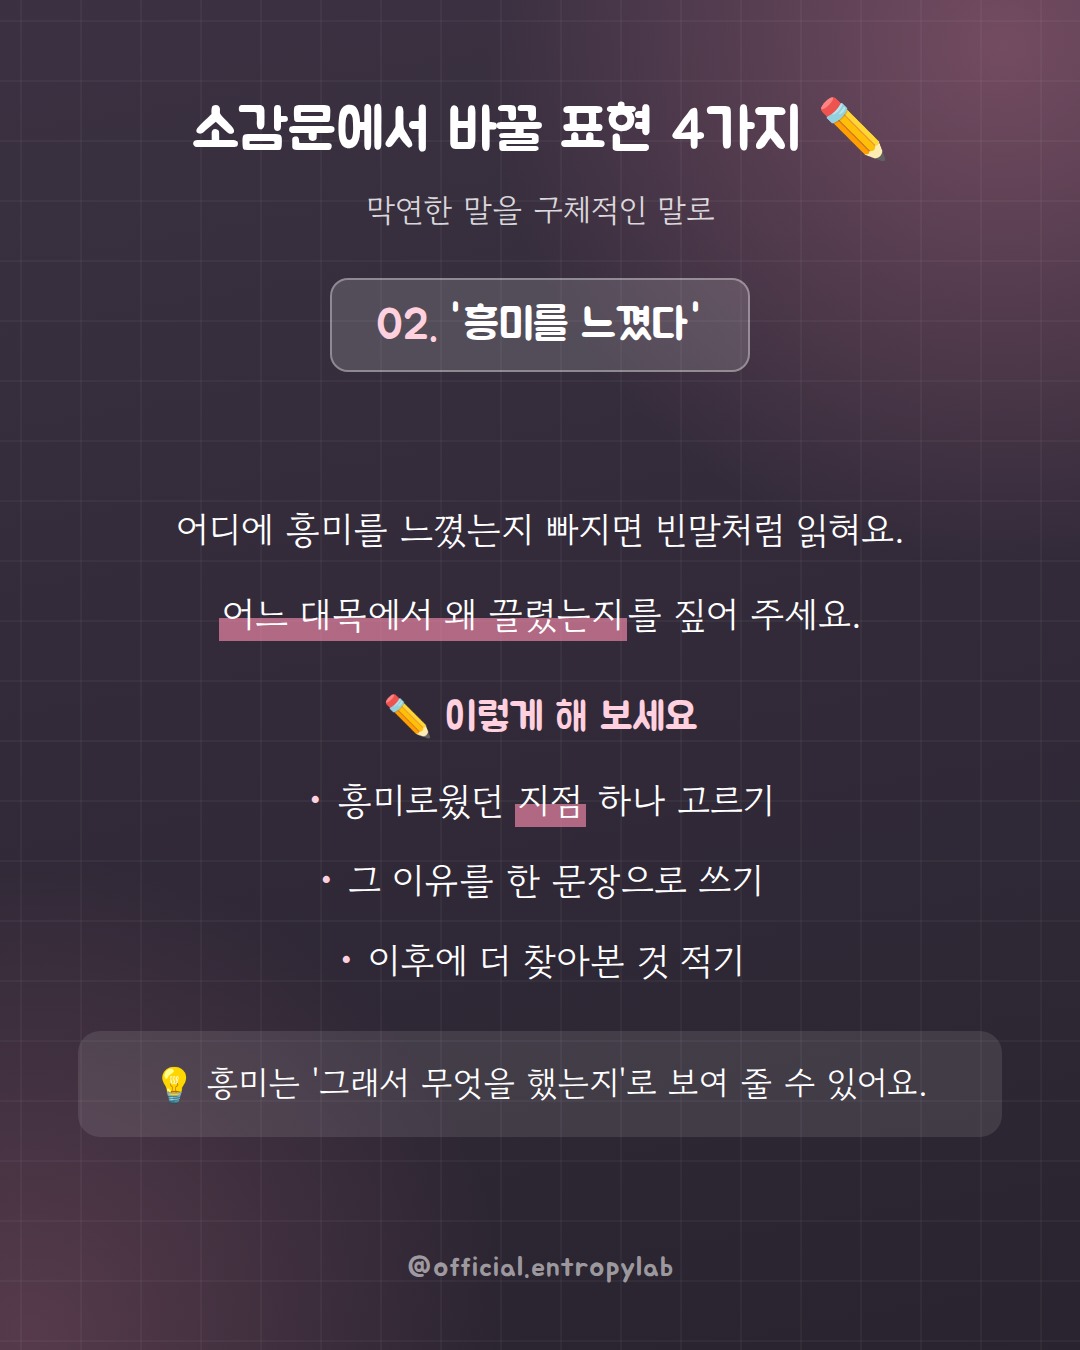 소감문에서 바꿀 표현 4가지 ✏️
막연한 말을 구체적인 말로
02. '흥미를 느꼈다'
어디에 흥미를 느꼈는지 빠지면 빈말처럼 읽혀요.
어느 대목에서 왜 끌렸는지를 짚어 주세요.
✏️ 이렇게 해 보세요
• 흥미로웠던 지점 하나 고르기
• 그 이유를 한 문장으로 쓰기
• 이후에 더 찾아본 것 적기
💡 흥미는 '그래서 무엇을 했는지'로 보여 줄 수 있어요.
@official.entropylab